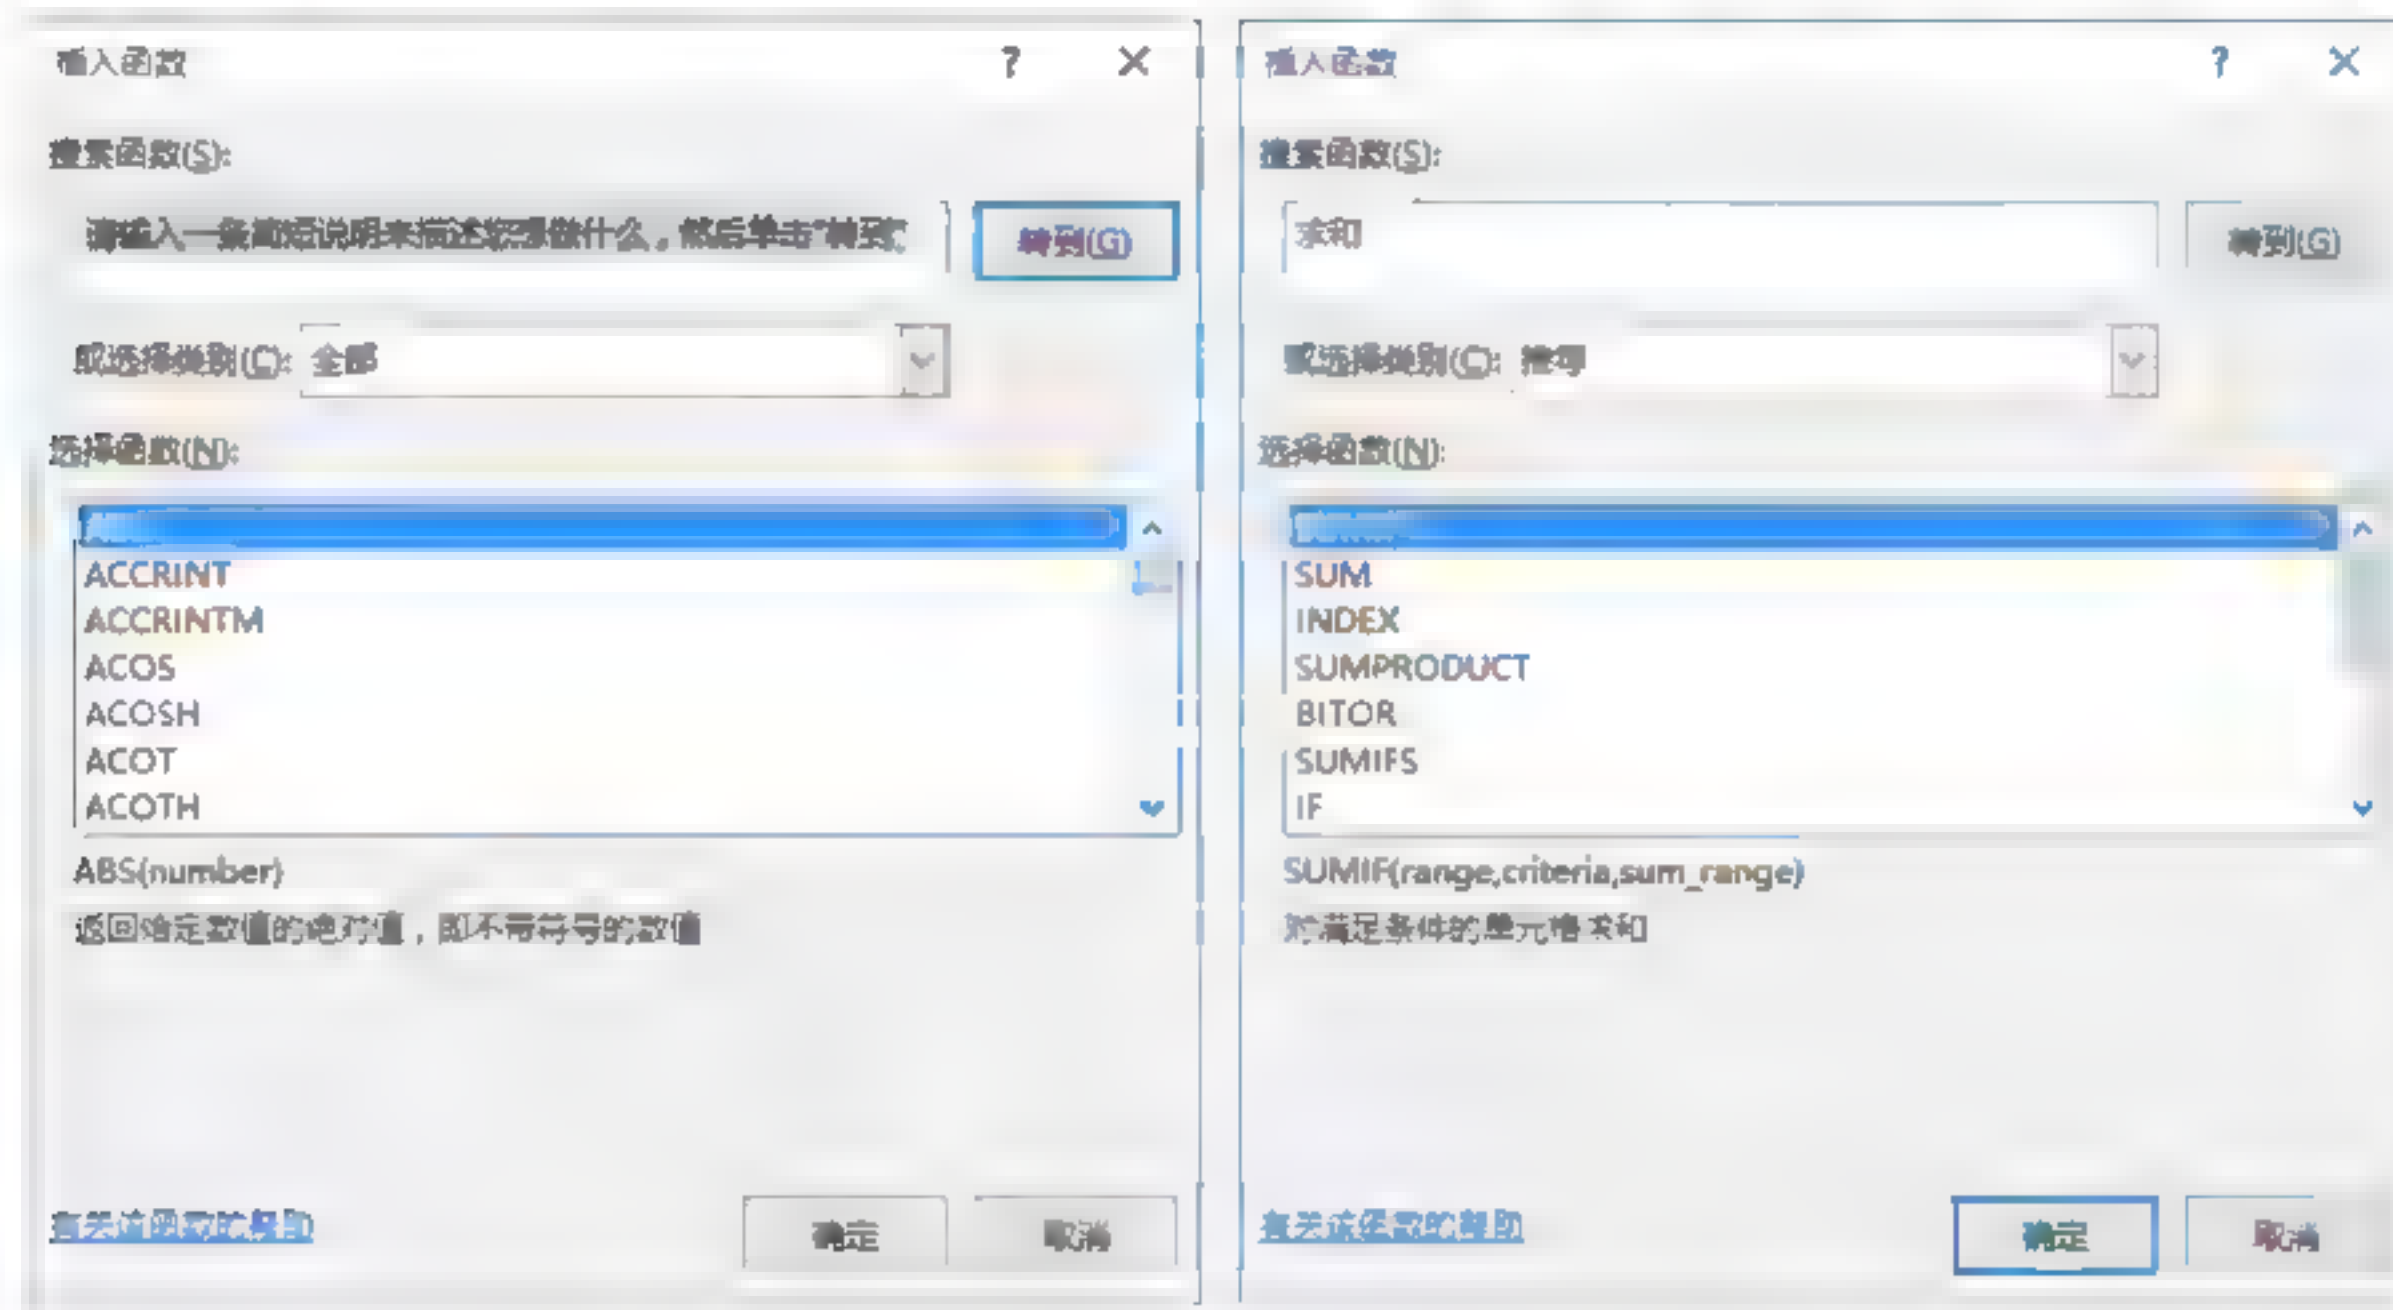 插入函数
搜索函数(S):
请输入一条简短说明来描述您想做什么，然后单击"转到"
转到(G)
或选择类别(C): 全部
选择函数(N):
ACCRINT
ACCRINTM
ACOS
ACOSH
ACOT
ACOTH
ABS(number)
返回给定数值的绝对值，即不带符号的数值
有关该函数的帮助
确定
取消
插入函数
搜索函数(S):
求和
转到(G)
或选择类别(C): 推荐
选择函数(N):
SUM
INDEX
SUMPRODUCT
BITOR
SUMIFS
IF
SUMIF(range,criteria,sum_range)
对满足条件的单元格求和
有关该函数的帮助
确定
取消